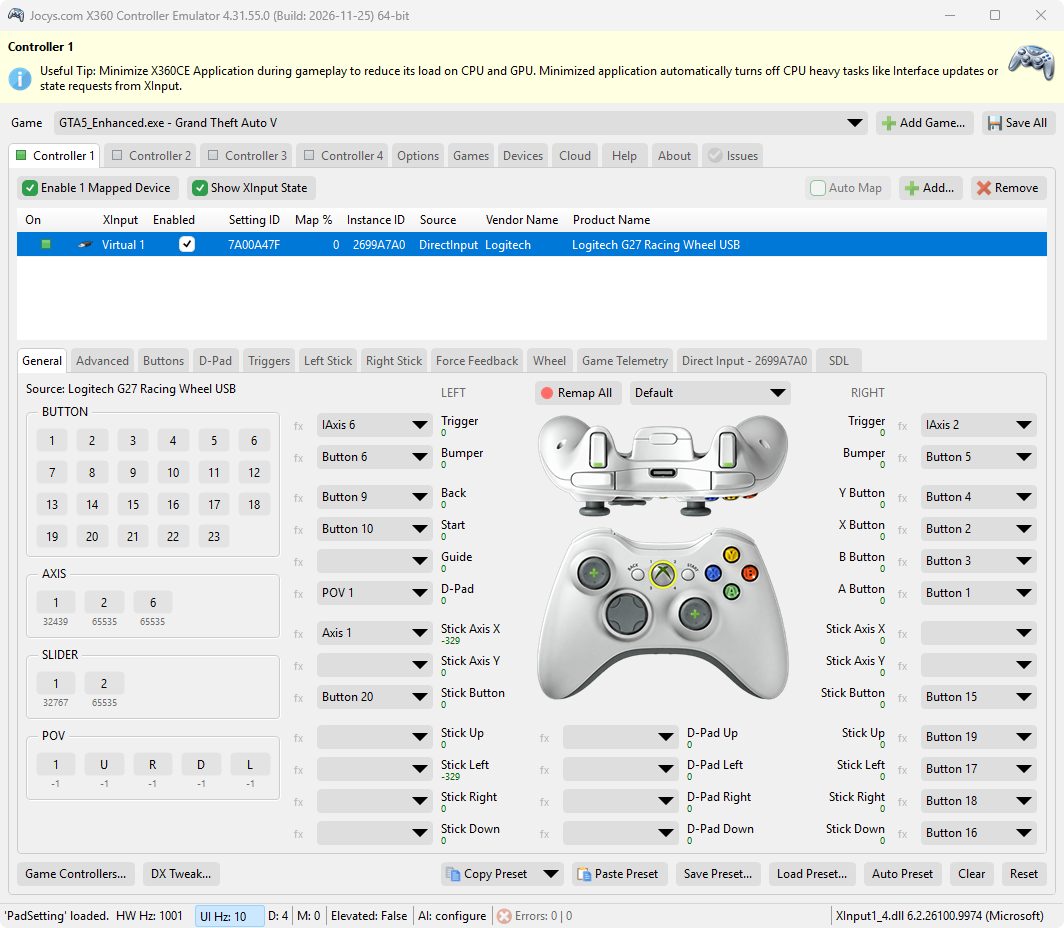 Jocys.com X360 Controller Emulator 4.31.55.0 (Build: 2026-11-25) 64-bit
Controller 1
Useful Tip: Minimize X360CE Application during gameplay to reduce its load on CPU and GPU. Minimized application automatically turns off CPU heavy tasks like Interface updates or
state requests from XInput.
Game GTA5_Enhanced.exe - Grand Theft Auto V Add Game... Save All
Controller 1 Controller 2 Controller 3 Controller 4 Options Games Devices Cloud Help About Issues
Enable 1 Mapped Device Show XInput State Auto Map Add... Remove
On XInput Enabled Setting ID Map % Instance ID Source Vendor Name Product Name
Virtual 1 7A00A47F 0 2699A7A0 DirectInput Logitech Logitech G27 Racing Wheel USB
General Advanced Buttons D-Pad Triggers Left Stick Right Stick Force Feedback Wheel Game Telemetry Direct Input - 2699A7A0 SDL
Source: Logitech G27 Racing Wheel USB
BUTTON
1 2 3 4 5 6
7 8 9 10 11 12
13 14 15 16 17 18
19 20 21 22 23
AXIS
1 2 6
32439 65535 65535
SLIDER
1 2
32767 65535
POV
1 U R D L
-1 -1 -1 -1 -1
LEFT Remap All Default RIGHT
fx IAxis 6 Trigger
0
fx Button 6 Bumper
0
fx Button 9 Back
0
fx Button 10 Start
0
fx Guide
0
fx POV 1 D-Pad
0
fx Axis 1 Stick Axis X
-329
fx Stick Axis Y
0
fx Button 20 Stick Button
0
fx Stick Up
0
fx Stick Left
-329
fx Stick Right
0
fx Stick Down
0
BACK START
Y
X B
A
fx D-Pad Up
0
fx D-Pad Left
0
fx D-Pad Right
0
fx D-Pad Down
0
Trigger fx IAxis 2
0
Bumper fx Button 5
0
Y Button fx Button 4
0
X Button fx Button 2
0
B Button fx Button 3
0
A Button fx Button 1
0
Stick Axis X fx
0
Stick Axis Y fx
0
Stick Button fx Button 15
0
Stick Up fx Button 19
0
Stick Left fx Button 17
0
Stick Right fx Button 18
0
Stick Down fx Button 16
0
Game Controllers... DX Tweak... Copy Preset Paste Preset Save Preset... Load Preset... Auto Preset Clear Reset
'PadSetting' loaded. HW Hz: 1001 UI Hz: 10 D: 4 M: 0 Elevated: False AI: configure Errors: 0 | 0 XInput1_4.dll 6.2.26100.9974 (Microsoft)